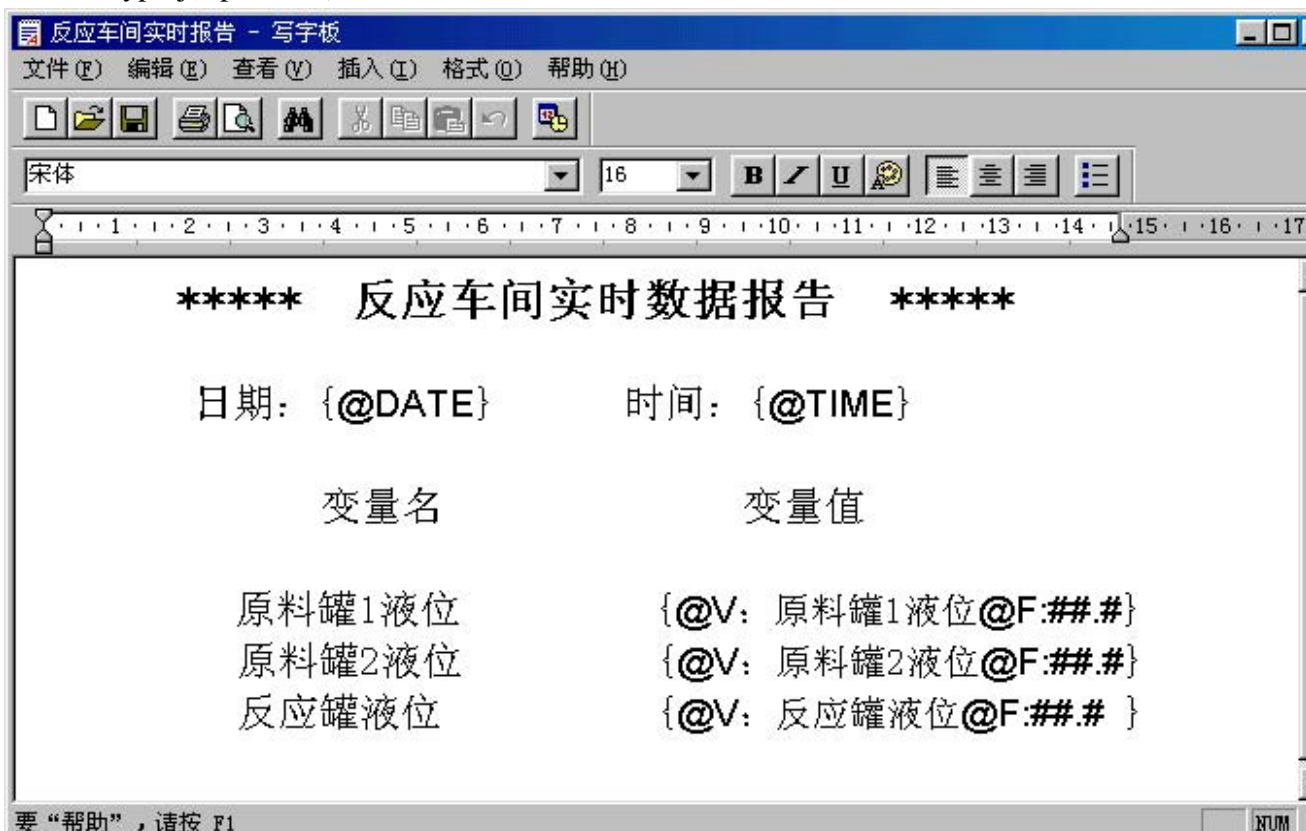 反应车间实时报告 - 写字板
文件(F) 编辑(E) 查看(V) 插入(I) 格式(O) 帮助(H)
宋体 16 B I U
1 2 3 4 5 6 7 8 9 10 11 12 13 14 15 16 17
***** 反应车间实时数据报告 *****
日期：{@DATE} 时间：{@TIME}
变量名 变量值
原料罐1液位 {@V：原料罐1液位@F:##.#}
原料罐2液位 {@V：原料罐2液位@F:##.#}
反应罐液位 {@V：反应罐液位@F:##.# }
要“帮助”，请按 F1 NUM